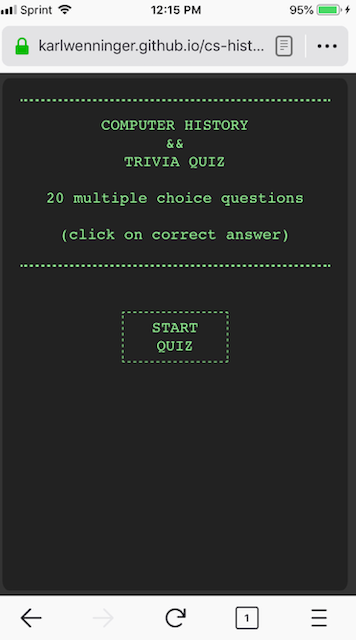 Sprint 12:15 PM 95%
karlwenninger.github.io/cs-hist...
COMPUTER HISTORY
&&
TRIVIA QUIZ
20 multiple choice questions
(click on correct answer)
START
QUIZ
1